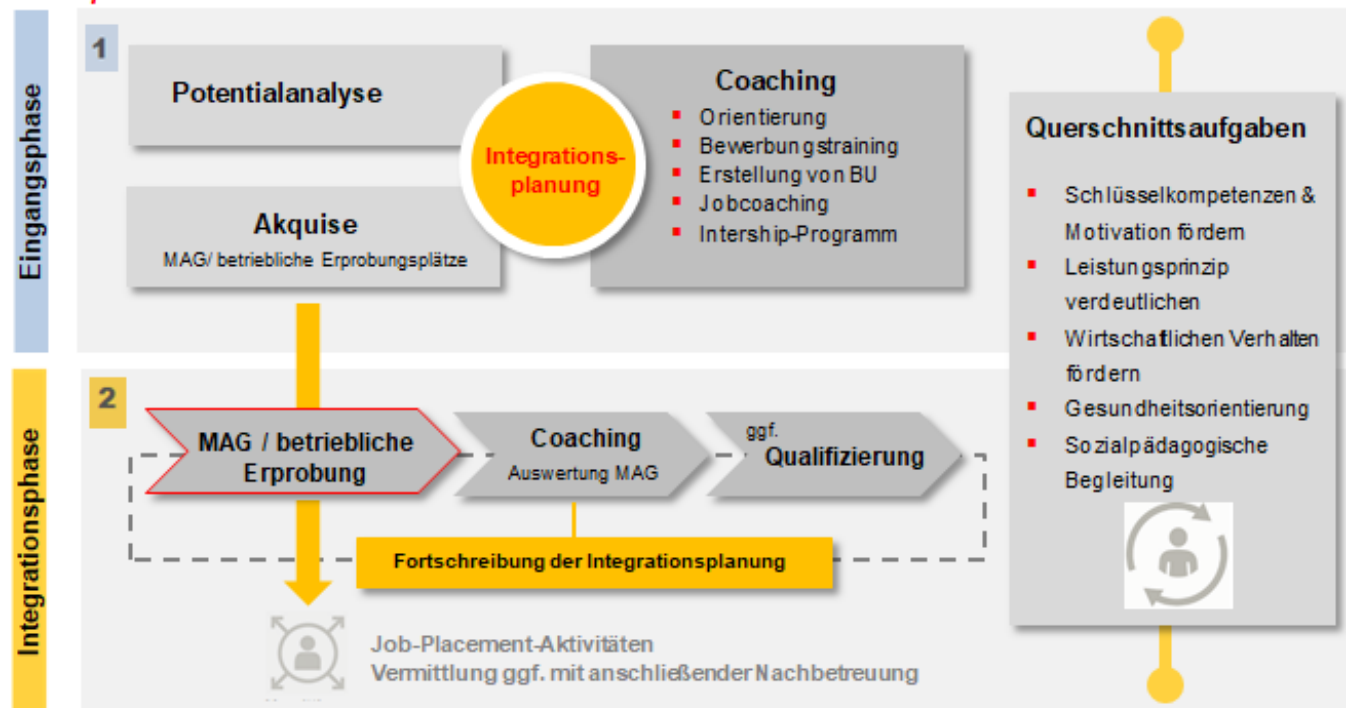 Eingangsphase
1
Potentialanalyse
Akquise
MAG/ betriebliche Erprobungsplätze
Integrations-
planung
Coaching
Orientierung
Bewerbungstraining
Erstellung von BU
Jobcoaching
Intership-Programm
Querschnittsaufgaben
Schlüsselkompetenzen &
Motivation fördern
Leistungsprinzip
verdeutlichen
Wirtschaftlichen Verhalten
fördern
Gesundheitsorientierung
Sozialpädagogische
Begleitung
Integrationsphase
2
MAG / betriebliche
Erprobung
Coaching
Auswertung MAG
ggf.
Qualifizierung
Fortschreibung der Integrationsplanung
Job-Placement-Aktivitäten
Vermittlung ggf. mit anschließender Nachbetreuung